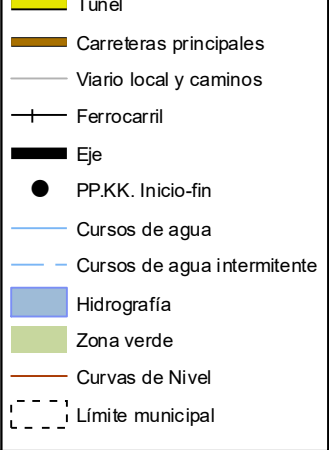 Túnel
Carreteras principales
Viario local y caminos
Ferrocarril
Eje
PP.KK. Inicio-fin
Cursos de agua
Cursos de agua intermitente
Hidrografía
Zona verde
Curvas de Nivel
Límite municipal